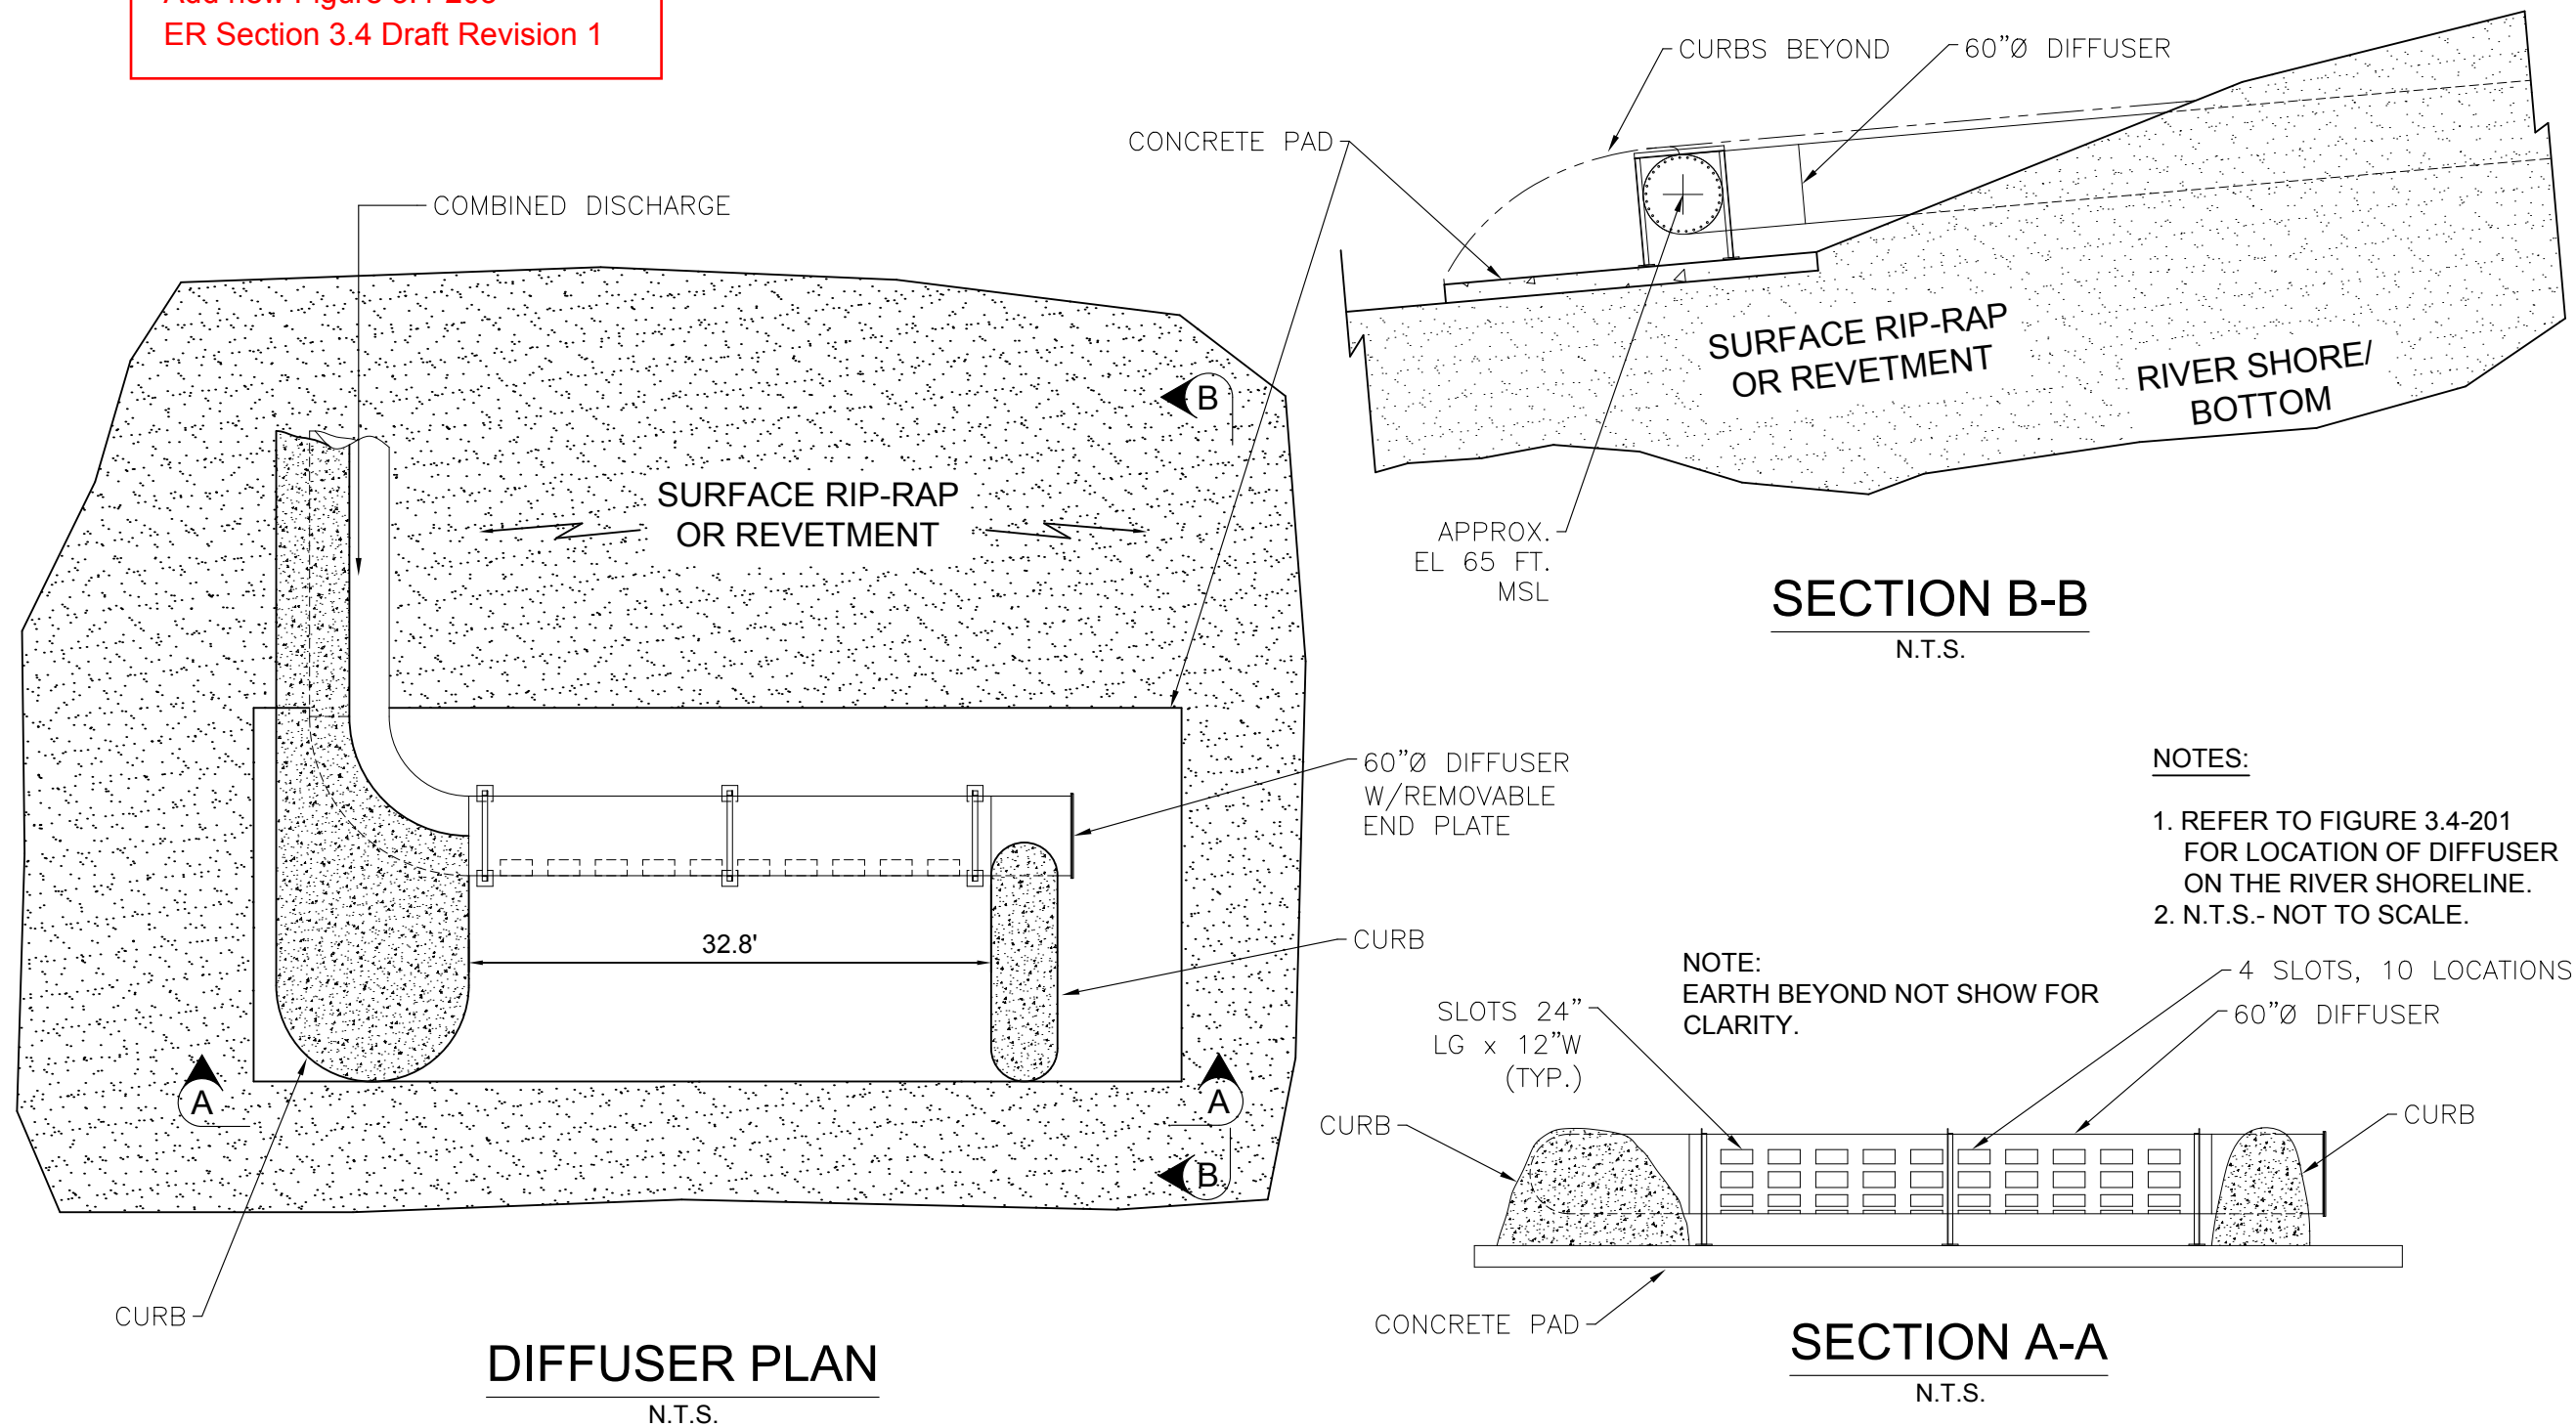 ER Section 3.4 Draft Revision 1
COMBINED DISCHARGE
CONCRETE PAD
CURBS BEYOND
60"Ø DIFFUSER
SURFACE RIP-RAP
OR REVETMENT
RIVER SHORE/
BOTTOM
APPROX.
EL 65 FT.
MSL
SECTION B-B
N.T.S.
B
SURFACE RIP-RAP
OR REVETMENT
60"Ø DIFFUSER
W/REMOVABLE
END PLATE
32.8'
CURB
A
A
B
CURB
DIFFUSER PLAN
N.T.S.
NOTES:
1. REFER TO FIGURE 3.4-201
FOR LOCATION OF DIFFUSER
ON THE RIVER SHORELINE.
2. N.T.S.- NOT TO SCALE.
NOTE:
EARTH BEYOND NOT SHOW FOR
CLARITY.
4 SLOTS, 10 LOCATIONS
60"Ø DIFFUSER
SLOTS 24"
LG x 12"W
(TYP.)
CURB
CURB
CONCRETE PAD
SECTION A-A
N.T.S.